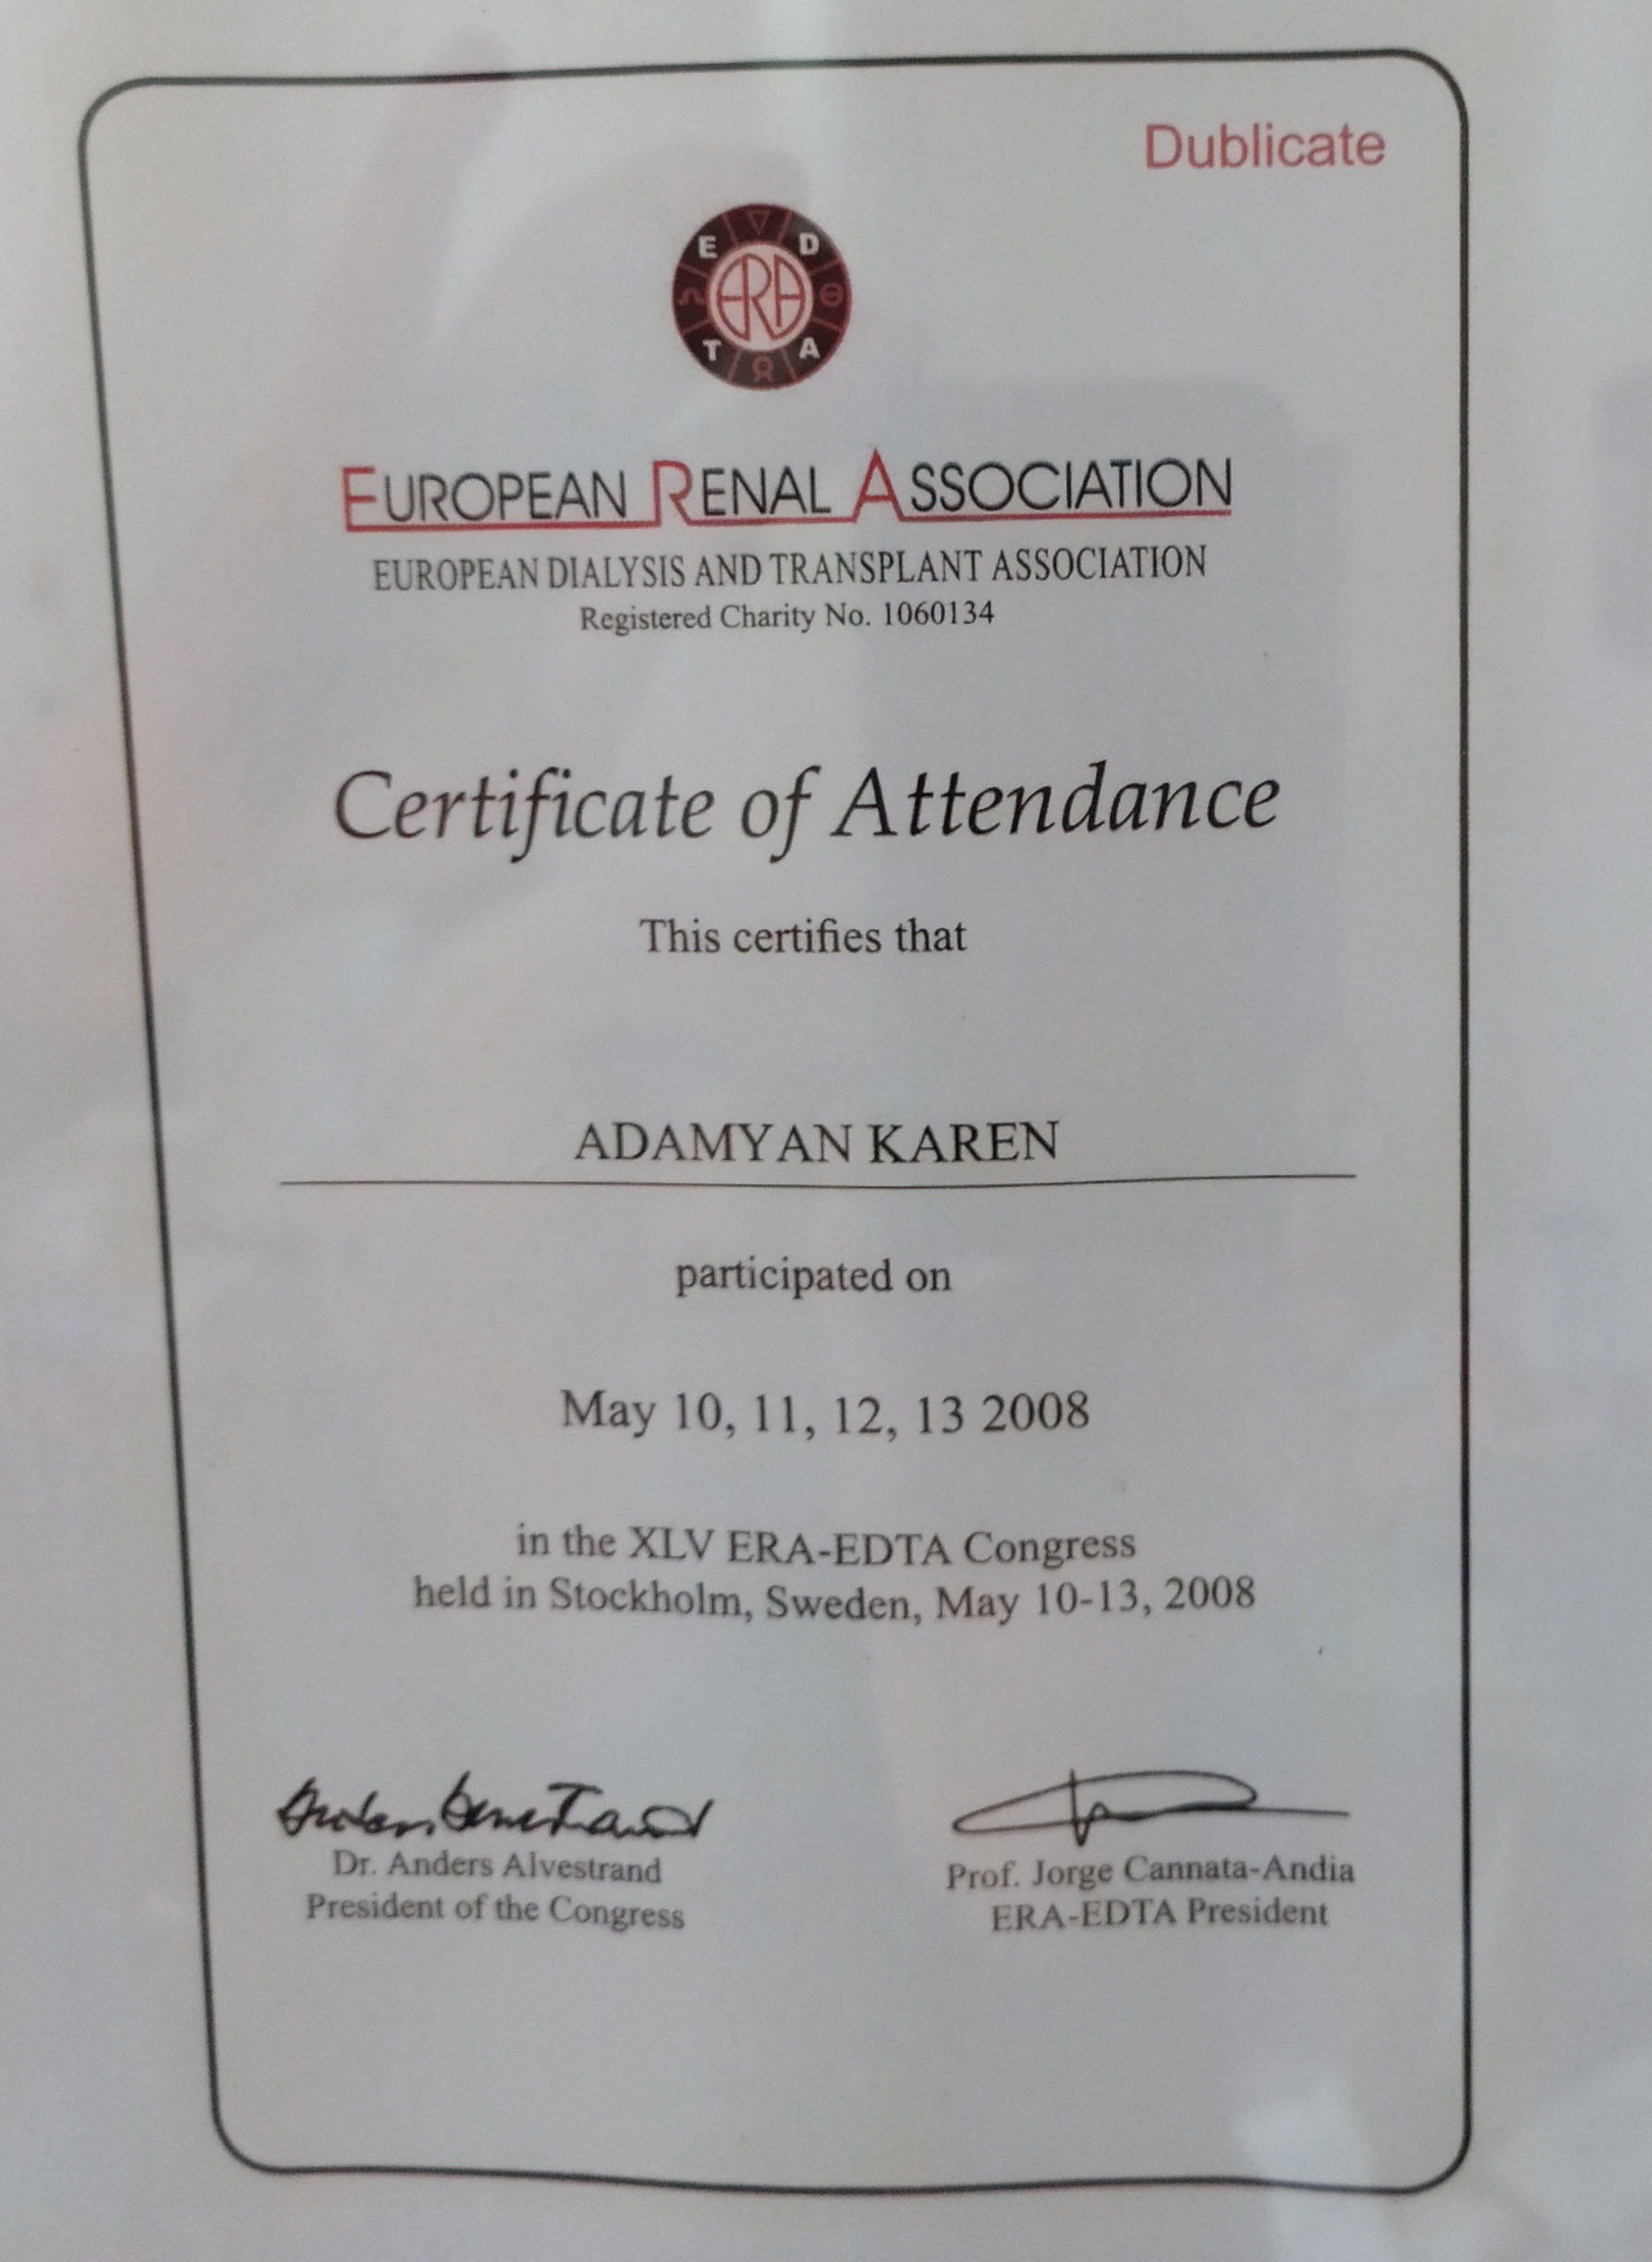 Dublicate
E D
ERA
T A
EUROPEAN RENAL ASSOCIATION
EUROPEAN DIALYSIS AND TRANSPLANT ASSOCIATION
Registered Charity No. 1060134
Certificate of Attendance
This certifies that
ADAMYAN KAREN
participated on
May 10, 11, 12, 13 2008
in the XLV ERA-EDTA Congress
held in Stockholm, Sweden, May 10-13, 2008
Dr. Anders Alvestrand
President of the Congress
Prof. Jorge Cannata-Andia
ERA-EDTA President